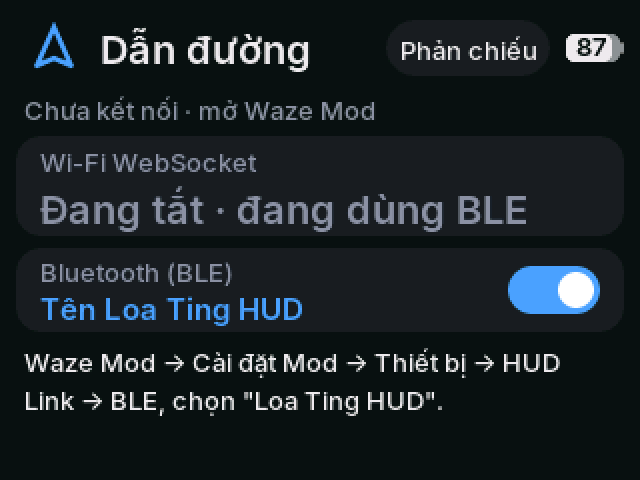 Dẫn đường
Phản chiếu
87
Chưa kết nối · mở Waze Mod
Wi-Fi WebSocket
Đang tắt · đang dùng BLE
Bluetooth (BLE)
Tên Loa Ting HUD
Waze Mod → Cài đặt Mod → Thiết bị → HUD
Link → BLE, chọn "Loa Ting HUD".